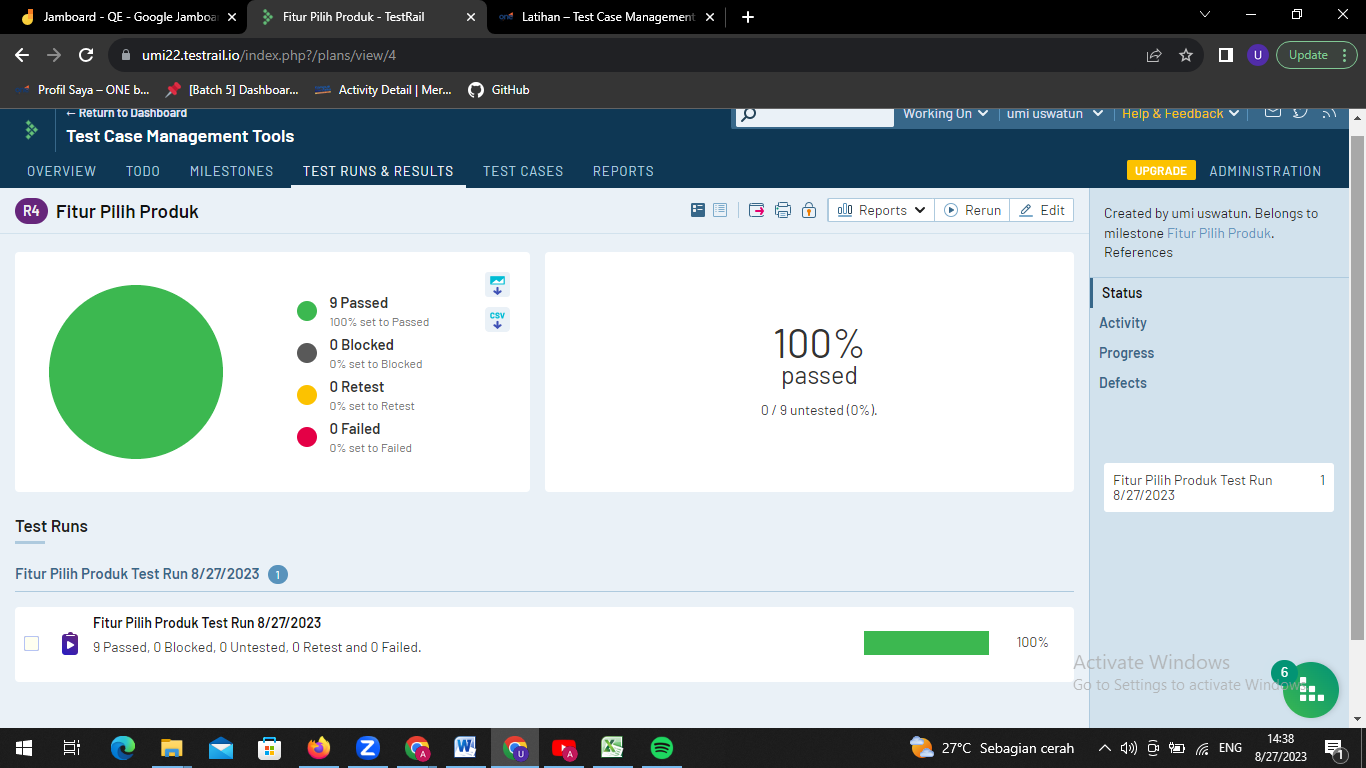 Jamboard - QE - Google Jamboa
Fitur Pilih Produk - TestRail
Latihan – Test Case Management
umi22.testrail.io/index.php?/plans/view/4
U
Update
Profil Saya – ONE b...
[Batch 5] Dashboar...
Activity Detail | Mer...
GitHub
← Return to Dashboard
Test Case Management Tools
Working On
umi uswatun
Help & Feedback
OVERVIEW
TODO
MILESTONES
TEST RUNS & RESULTS
TEST CASES
REPORTS
UPGRADE
ADMINISTRATION
R4
Fitur Pilih Produk
Reports
Rerun
Edit
9 Passed
100% set to Passed
0 Blocked
0% set to Blocked
0 Retest
0% set to Retest
0 Failed
0% set to Failed
CSV
100%
passed
0 / 9 untested (0%).
Created by umi uswatun. Belongs to
milestone Fitur Pilih Produk.
References
Status
Activity
Progress
Defects
Fitur Pilih Produk Test Run 1
8/27/2023
Test Runs
Fitur Pilih Produk Test Run 8/27/2023 1
Fitur Pilih Produk Test Run 8/27/2023
9 Passed, 0 Blocked, 0 Untested, 0 Retest and 0 Failed.
100%
Activate Windows
Go to Settings to activate Windows.
6
27°C Sebagian cerah
ENG
14:38
8/27/2023
1